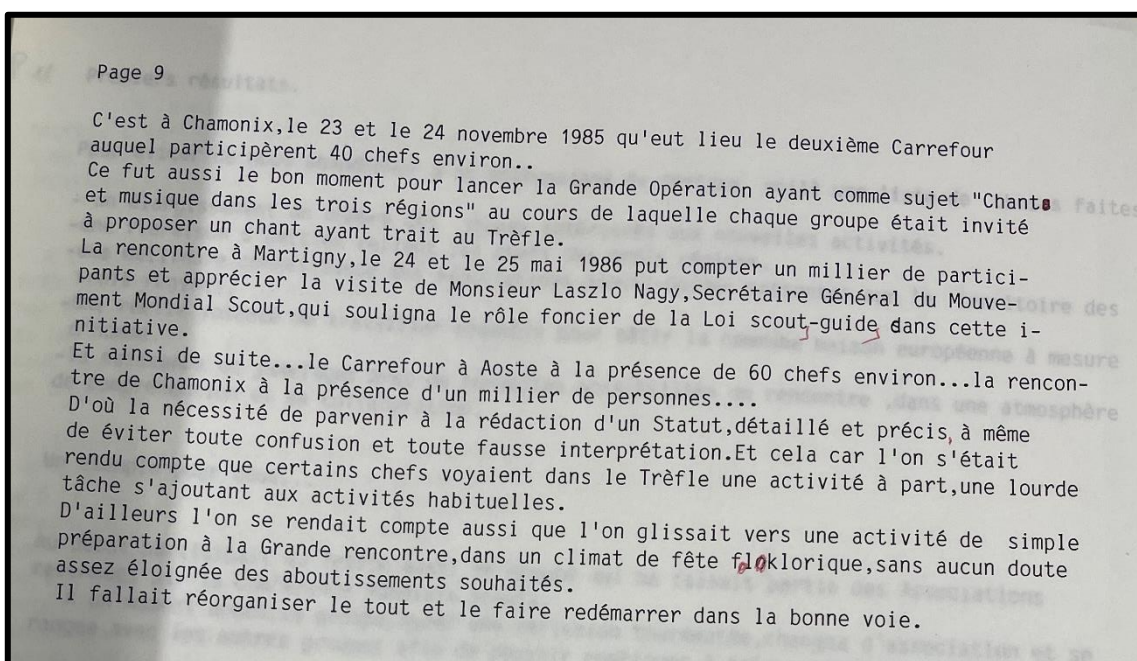 Page 9
C'est à Chamonix,le 23 et le 24 novembre 1985 qu'eut lieu le deuxième Carrefour
auquel participèrent 40 chefs environ..
Ce fut aussi le bon moment pour lancer la Grande Opération ayant comme sujet "Chants
et musique dans les trois régions" au cours de laquelle chaque groupe était invité
à proposer un chant ayant trait au Trèfle.
La rencontre à Martigny,le 24 et le 25 mai 1986 put compter un millier de partici-
pants et apprécier la visite de Monsieur Laszlo Nagy,Secrétaire Général du Mouve-
ment Mondial Scout,qui souligna le rôle foncier de la Loi scout-guide dans cette i-
nitiative.
Et ainsi de suite...le Carrefour à Aoste à la présence de 60 chefs environ...la rencon-
tre de Chamonix à la présence d'un millier de personnes....
D'où la nécessité de parvenir à la rédaction d'un Statut,détaillé et précis, à même
de éviter toute confusion et toute fausse interprétation.Et cela car l'on s'était
rendu compte que certains chefs voyaient dans le Trèfle une activité à part,une lourde
tâche s'ajoutant aux activités habituelles.
D'ailleurs l'on se rendait compte aussi que l'on glissait vers une activité de simple
préparation à la Grande rencontre,dans un climat de fête floklorique,sans aucun doute
assez éloignée des aboutissements souhaités.
Il fallait réorganiser le tout et le faire redémarrer dans la bonne voie.